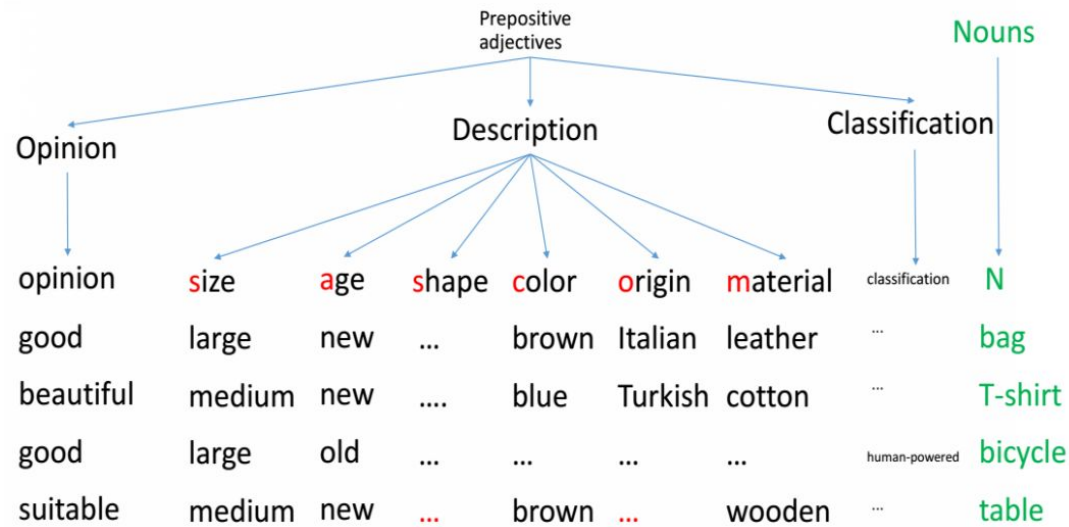 Prepositive
adjectives
Nouns
Opinion
Description
Classification
opinion size age shape color origin material classification N
good large new ... brown Italian leather ... bag
beautiful medium new .... blue Turkish cotton ... T-shirt
good large old ... ... ... ... human-powered bicycle
suitable medium new ... brown ... wooden ... table